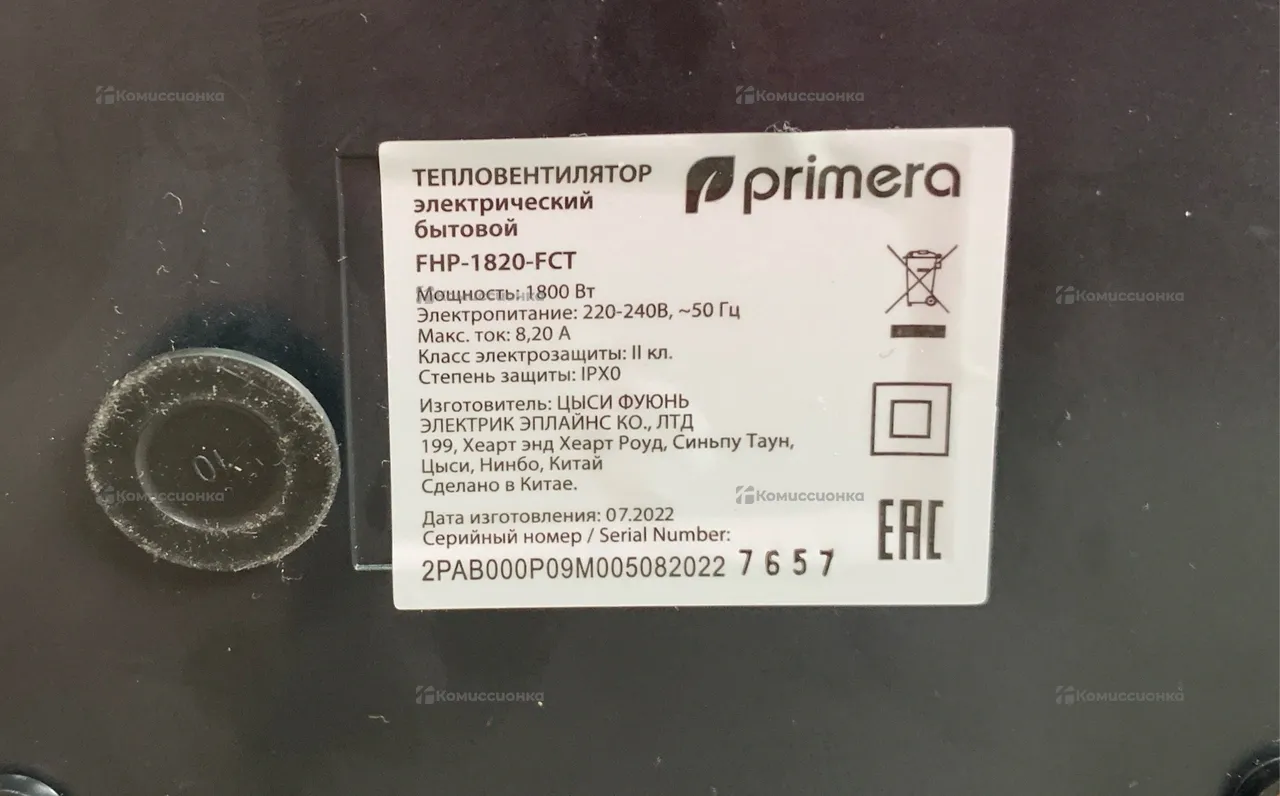 Комиссионка
Комиссионка
ТЕПЛОВЕНТИЛЯТОР
электрический
бытовой
primera
FHP-1820-FCT
Мощность: 1800 Вт
Комиссионка
Комиссионка
Электропитание: 220-240В, ~50 Гц
Макс. ток: 8,20 А
Класс электрозащиты: II кл.
Степень защиты: IPX0
Изготовитель: ЦЫСИ ФУЮНЬ
ЭЛЕКТРИК ЭПЛАЙНС КО., ЛТД
199, Хеарт энд Хеарт Роуд, Синьпу Таун,
Цыси, Нинбо, Китай
Сделано в Китае.
01
Комиссионка
Комиссионка
Дата изготовления: 07.2022
Серийный номер / Serial Number:
2PAB000P09M005082022 7657
EAC
Комиссионка
Комиссионка